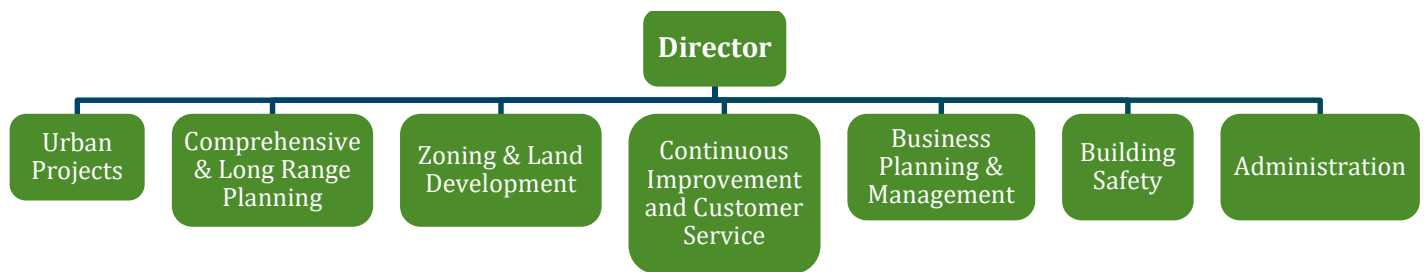 Director
Urban
Projects
Comprehensive
& Long Range
Planning
Zoning & Land
Development
Continuous
Improvement
and Customer
Service
Business
Planning &
Management
Building
Safety
Administration